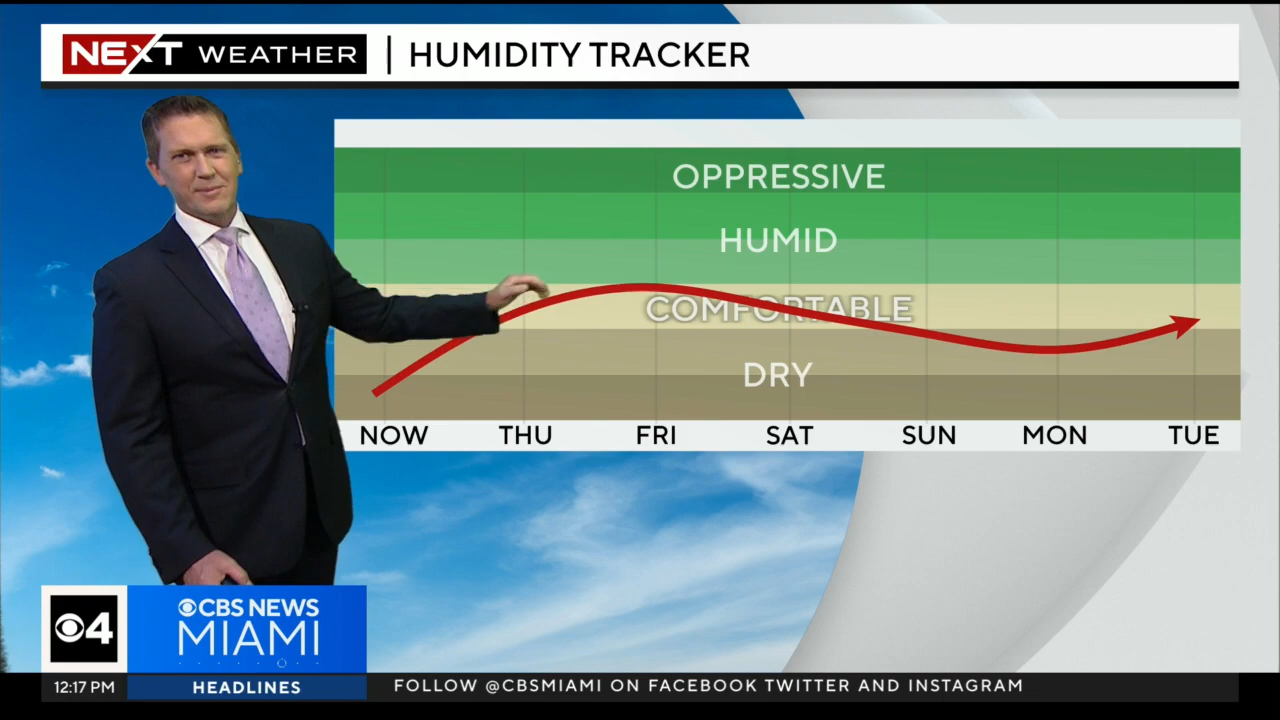 NEXT WEATHER | HUMIDITY TRACKER
OPPRESSIVE
HUMID
COMFORTABLE
DRY
NOW THU FRI SAT SUN MON TUE
4 CBS NEWS
MIAMI
12:17 PM HEADLINES FOLLOW @CBSMIAMI ON FACEBOOK TWITTER AND INSTAGRAM